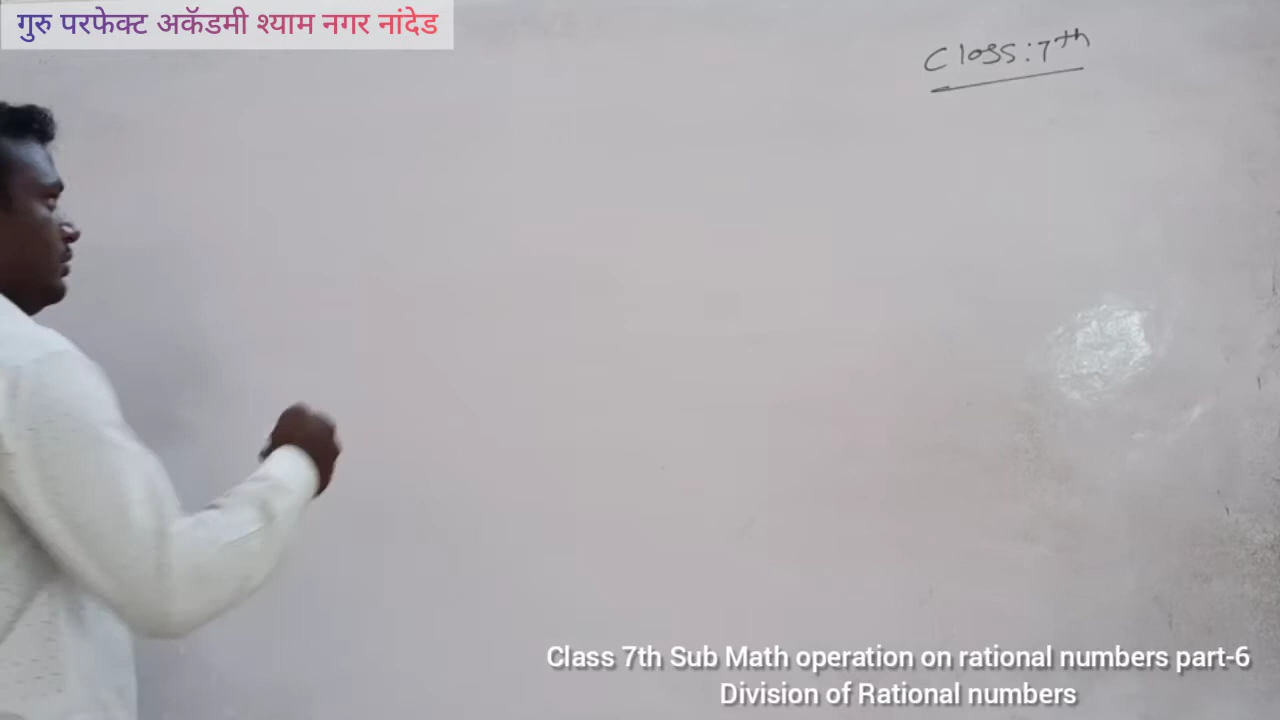 गुरु परफेक्ट अकॅडमी श्याम नगर नांदेड
Class:7th
Class 7th Sub Math operation on rational numbers part-6
Division of Rational numbers